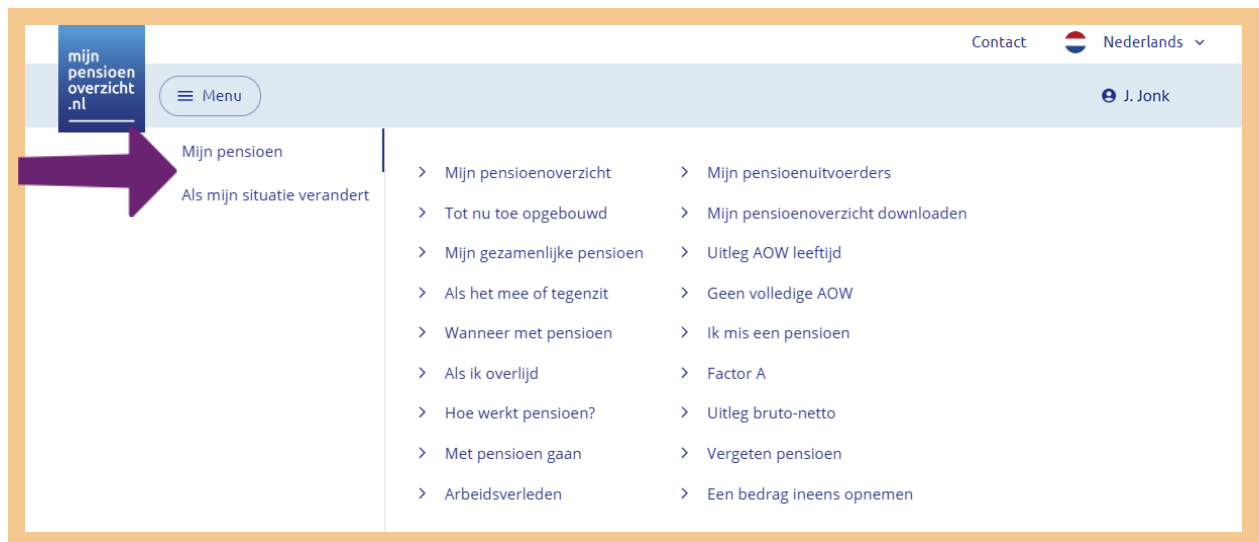 Contact
Nederlands
mijn
pensioen
overzicht
.nl
Menu
J. Jonk
Mijn pensioen
Als mijn situatie verandert
Mijn pensioenoverzicht
Tot nu toe opgebouwd
Mijn gezamenlijke pensioen
Als het mee of tegenzit
Wanneer met pensioen
Als ik overlijd
Hoe werkt pensioen?
Met pensioen gaan
Arbeidsverleden
Mijn pensioenuitvoerders
Mijn pensioenoverzicht downloaden
Uitleg AOW leeftijd
Geen volledige AOW
Ik mis een pensioen
Factor A
Uitleg bruto-netto
Vergeten pensioen
Een bedrag ineens opnemen